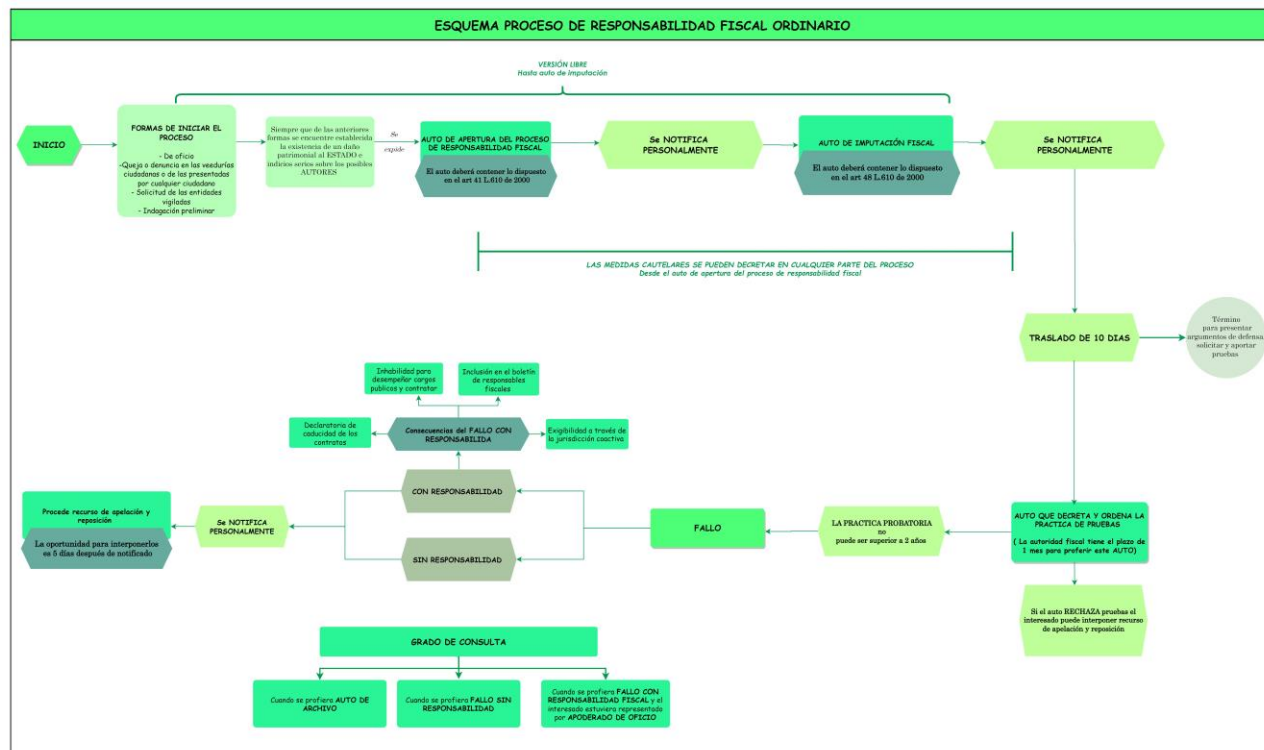 ESQUEMA PROCESO DE RESPONSABILIDAD FISCAL ORDINARIO
VERSIÓN LIBRE
Hasta auto de imputación
INICIO
FORMAS DE INICIAR EL
PROCESO
- De oficio
-Queja o denuncia en las veedurías
ciudadanas o de las presentadas
por cualquier ciudadano
- Solicitud de las entidades
vigiladas
- Indagación preliminar
Siempre que de las anteriores
formas se encuentre establecida
la existencia de un daño
patrimonial al ESTADO e
indicios serios sobre los posibles
AUTORES
Se
expide
AUTO DE APERTURA DEL PROCESO
DE RESPONSABILIDAD FISCAL
El auto deberá contener lo dispuesto
en el art 41 L.610 de 2000
Se NOTIFICA
PERSONALMENTE
AUTO DE IMPUTACIÓN FISCAL
El auto deberá contener lo dispuesto
en el art 48 L.610 de 2000
Se NOTIFICA
PERSONALMENTE
LAS MEDIDAS CAUTELARES SE PUEDEN DECRETAR EN CUALQUIER PARTE DEL PROCESO
Desde el auto de apertura del proceso de responsabilidad fiscal
TRASLADO DE 10 DIAS
Término
para presentar
argumentos de defensa,
solicitar y aportar
pruebas
Inhabilidad para
desempeñar cargos
publicos y contratar
Inclusión en el boletín
de responsables
fiscales
Declaratoria de
caducidad de los
contratos
Consecuencias del FALLO CON
RESPONSABILIDA
Exigibilidad a través de
la jurisdicción coactiva
CON RESPONSABILIDAD
Procede recurso de apelación y
reposición
La oportunidad para interponerlos
es 5 días después de notificado
Se NOTIFICA
PERSONALMENTE
SIN RESPONSABILIDAD
FALLO
LA PRACTICA PROBATORIA
no
puede ser superior a 2 años
AUTO QUE DECRETA Y ORDENA LA
PRACTICA DE PRUEBAS
( La autoridad fiscal tiene el plazo de
1 mes para proferir este AUTO)
Si el auto RECHAZA pruebas el
interesado puede interponer recurso
de apelación y reposición
GRADO DE CONSULTA
Cuando se profiera AUTO DE
ARCHIVO
Cuando se profiera FALLO SIN
RESPONSABILIDAD
Cuando se profiera FALLO CON
RESPONSABILIDAD FISCAL y el
interesado estuviera representado
por APODERADO DE OFICIO